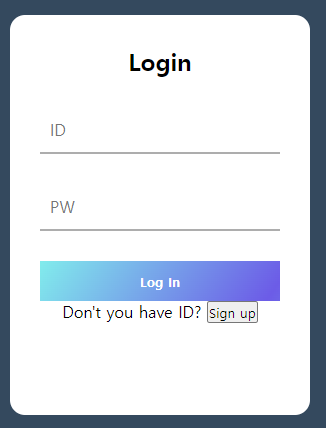 Login
ID
PW
Log In
Don't you have ID? Sign up